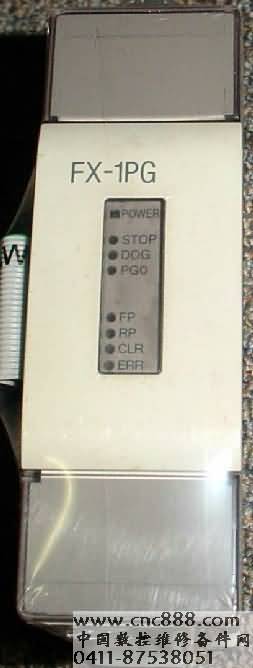 FX-1PG
POWER
STOP
DOG
PG0
FP
RP
CLR
ERR
W
www.cnc888.com
中国数控维修备件网
0411-87538051